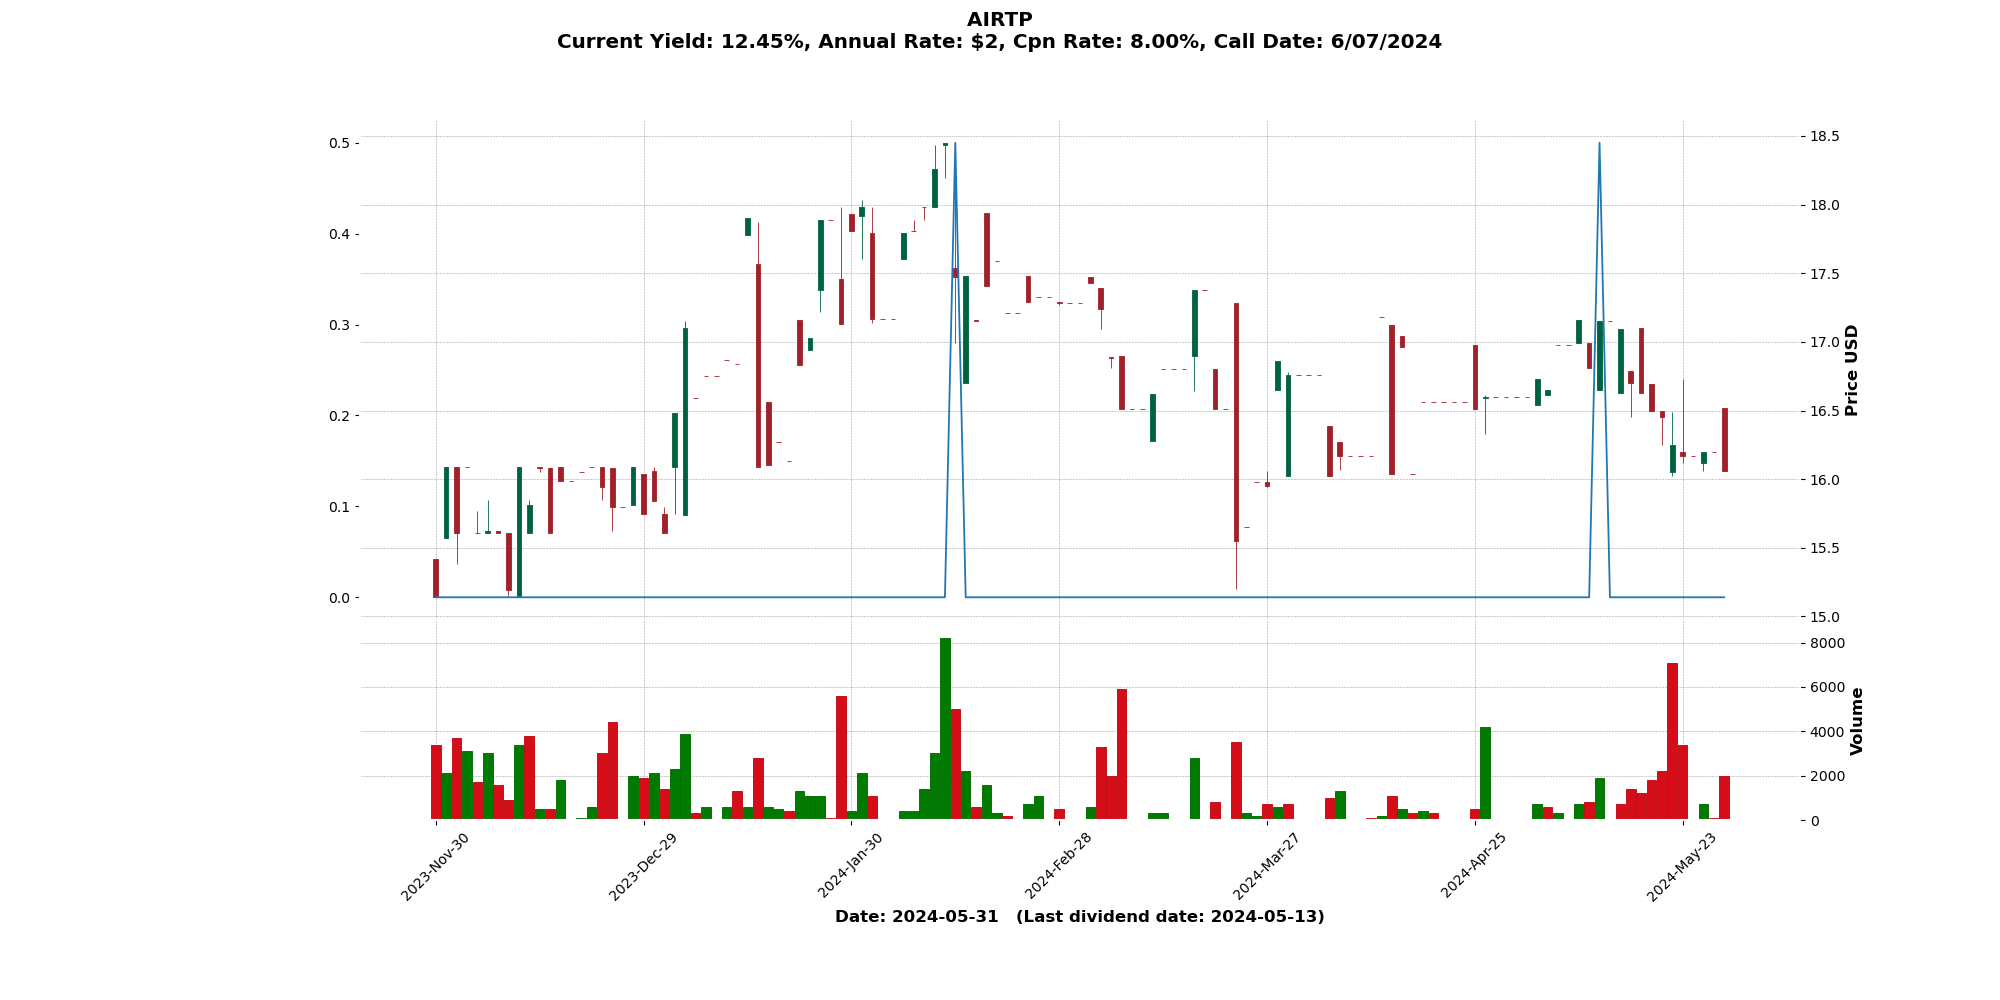 AIRTP
Current Yield: 12.45%, Annual Rate: $2, Cpn Rate: 8.00%, Call Date: 6/07/2024
0.5
0.4
0.3
0.2
0.1
0.0
18.5
18.0
17.5
17.0
16.5
16.0
15.5
15.0
Price USD
8000
6000
4000
2000
0
Volume
2023-Nov-30
2023-Dec-29
2024-Jan-30
2024-Feb-28
2024-Mar-27
2024-Apr-25
2024-May-23
Date: 2024-05-31 (Last dividend date: 2024-05-13)